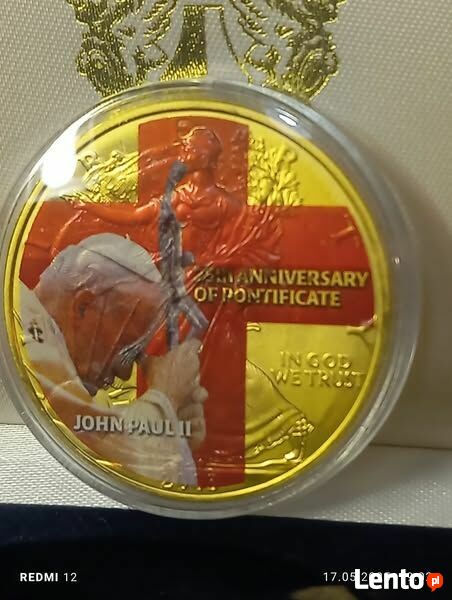 ANNIVERSARY
OF PONTIFICATE
IN GOD
WE TRUST
JOHN PAUL II
REDMI 12
Lento pl